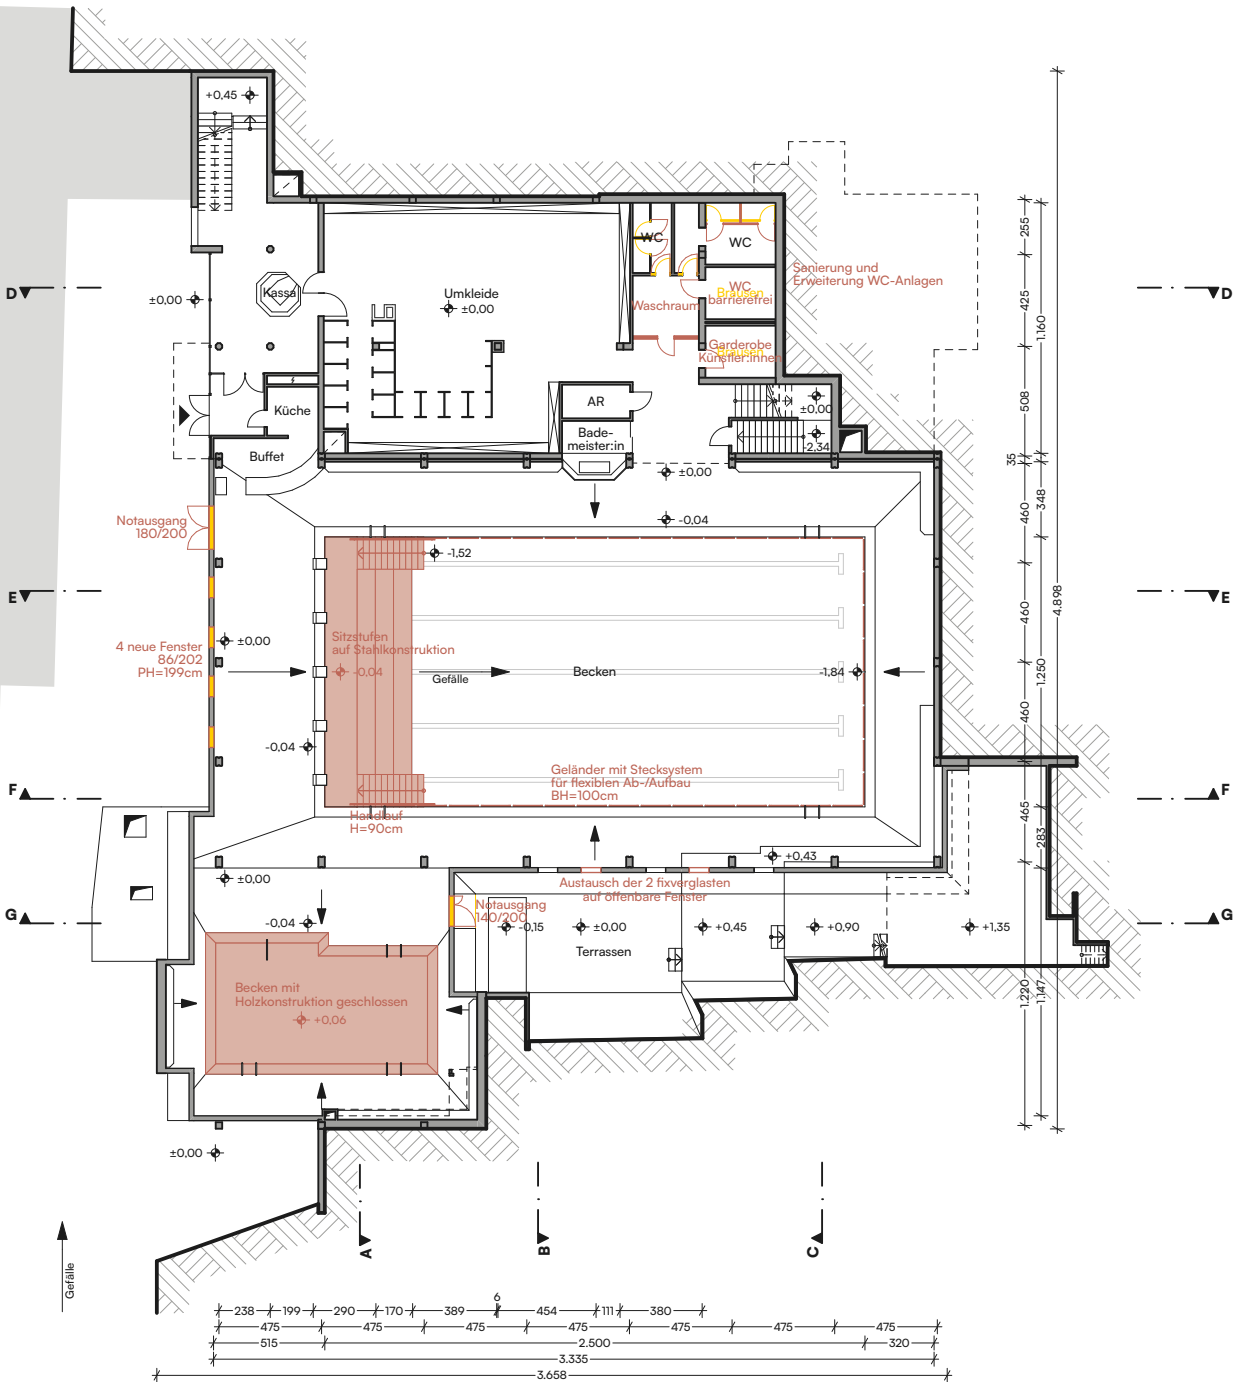 +0,45
D
±0,00
Kassa
Umkleide
±0,00
WC
WC
Sanierung und
Erweiterung WC-Anlagen
WC
barrierefrei
Brausen
Waschraum
Garderobe
Künstler:innen
Brausen
D
Küche
AR
±0,00
Bade-
meister:in
-2,34
Buffet
±0,00
Notausgang
180/200
-0,04
-1,52
E
E
4 neue Fenster
86/202
PH=199cm
±0,00
Sitzstufen
auf Stahlkonstruktion
-0,04
Gefälle
Becken
-1,84
-0,04
F
Geländer mit Stecksystem
für flexiblen Ab-/Aufbau
BH=100cm
F
Handlauf
H=90cm
+0,43
±0,00
Austausch der 2 fixverglasten
auf offenbare Fenster
G
-0,04
Notausgang
140/200
-0,15
±0,00
+0,45
+0,90
+1,35
G
Terrassen
Becken mit
Holzkonstruktion geschlossen
+0,06
±0,00
A
B
C
Gefälle
255
425
508
35
460
460
460
465
1.220
1.160
348
1.250
283
1.147
4.898
238
199
290
170
389
6
454
111
380
475
475
475
475
475
475
475
515
2.500
320
3.335
3.658